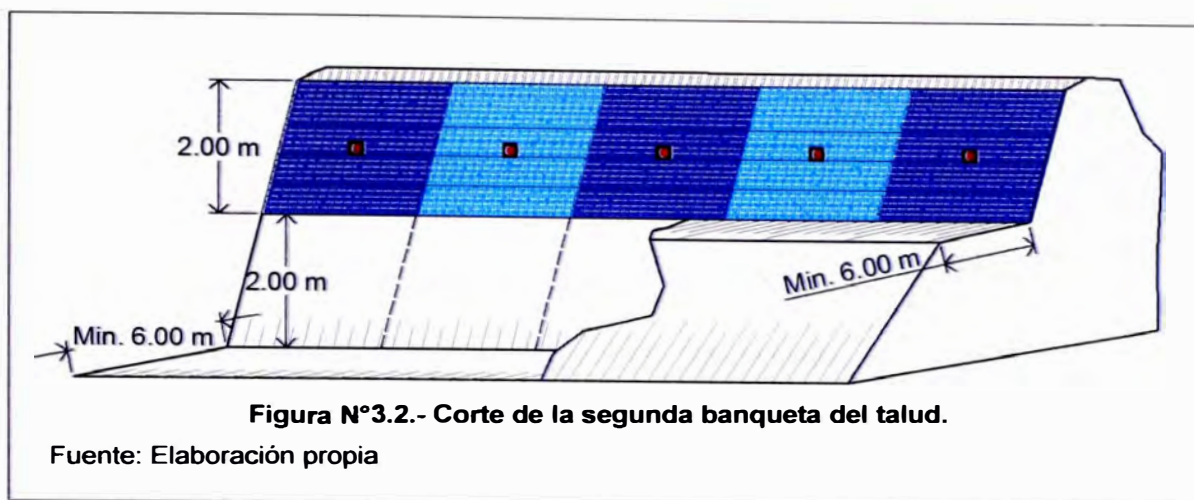 2.00 m
2.00 m
Min. 6.00 m
Min. 6.00 m
Figura N°3.2.- Corte de la segunda banqueta del talud.
Fuente: Elaboración propia